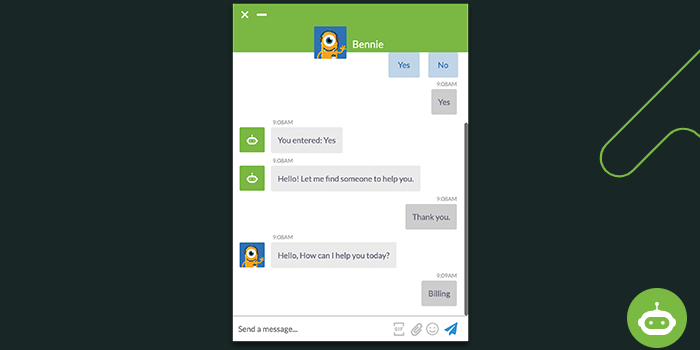 Bennie
Yes No
9:08AM
Yes
9:08AM
You entered: Yes
9:08AM
Hello! Let me find someone to help you.
9:08AM
Thank you.
9:08AM
Hello, How can I help you today?
9:09AM
Billing
Send a message...
GIF